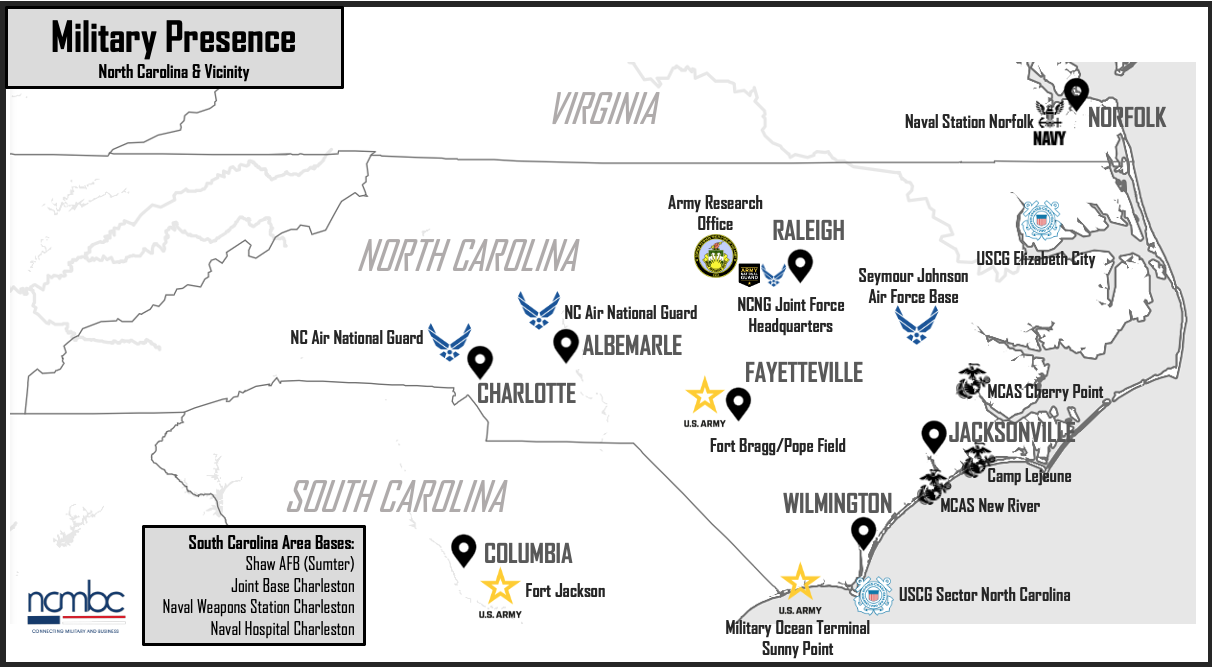 Military Presence
North Carolina & Vicinity
VIRGINIA
Naval Station Norfolk
NAVY
NORFOLK
Army Research
Office
RALEIGH
ARMY
NATIONAL
GUARD
NCNG Joint Force
Headquarters
NORTH CAROLINA
USCG Elizabeth City
Seymour Johnson
Air Force Base
NC Air National Guard
ALBEMARLE
NC Air National Guard
CHARLOTTE
FAYETTEVILLE
U.S. ARMY
Fort Bragg/Pope Field
MCAS Cherry Point
JACKSONVILLE
Camp Lejeune
MCAS New River
SOUTH CAROLINA
WILMINGTON
COLUMBIA
Fort Jackson
U.S. ARMY
USCG Sector North Carolina
U.S. ARMY
Military Ocean Terminal
Sunny Point
South Carolina Area Bases:
Shaw AFB (Sumter)
Joint Base Charleston
Naval Weapons Station Charleston
Naval Hospital Charleston
ncmbc
CONNECTING MILITARY AND BUSINESS